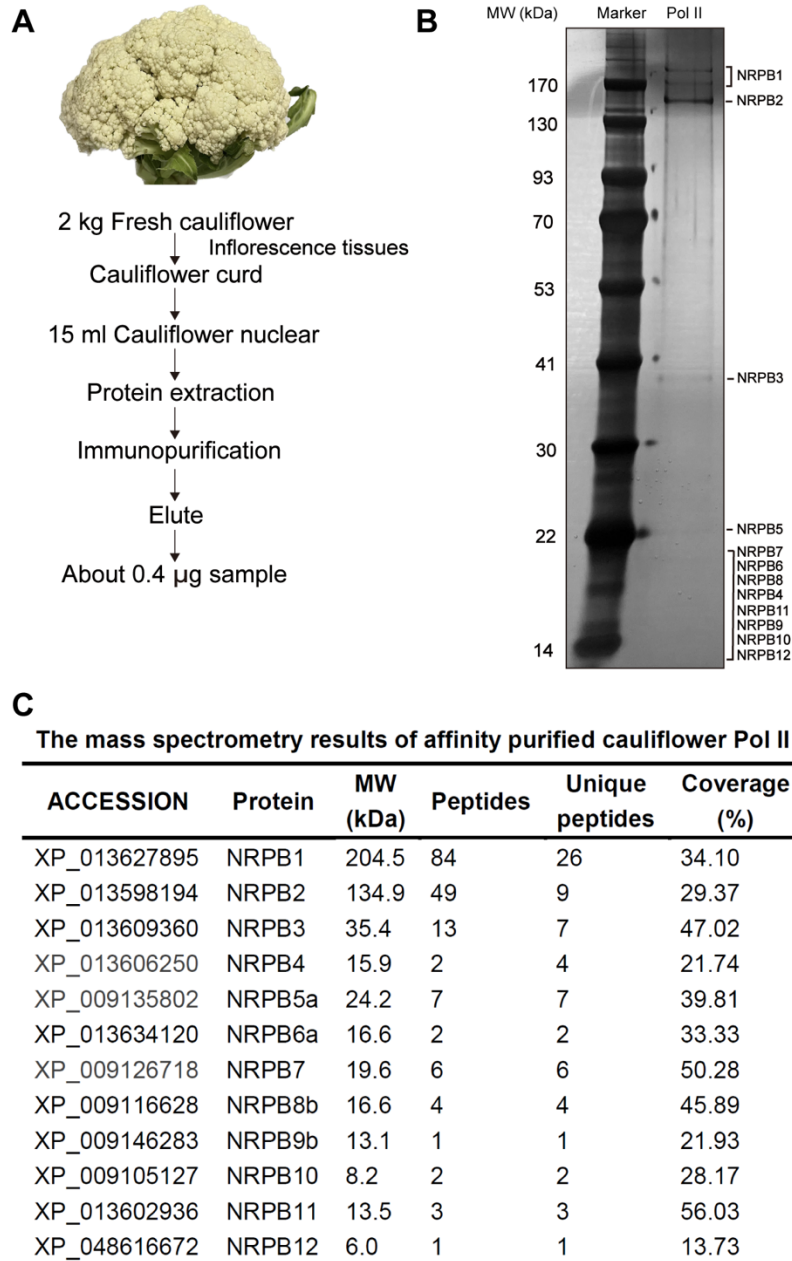 A
2 kg Fresh cauliflower
Inflorescence tissues
Cauliflower curd
15 ml Cauliflower nuclear
Protein extraction
Immunopurification
Elute
About 0.4 µg sample
B
MW (kDa) Marker Pol II
170
130
93
70
53
41
30
22
14
NRPB1
NRPB2
NRPB3
NRPB5
NRPB7
NRPB6
NRPB8
NRPB4
NRPB11
NRPB9
NRPB10
NRPB12
C
The mass spectrometry results of affinity purified cauliflower Pol II
ACCESSION Protein MW (kDa) Peptides Unique peptides Coverage (%)
XP_013627895 NRPB1 204.5 84 26 34.10
XP_013598194 NRPB2 134.9 49 9 29.37
XP_013609360 NRPB3 35.4 13 7 47.02
XP_013606250 NRPB4 15.9 2 4 21.74
XP_009135802 NRPB5a 24.2 7 7 39.81
XP_013634120 NRPB6a 16.6 2 2 33.33
XP_009126718 NRPB7 19.6 6 6 50.28
XP_009116628 NRPB8b 16.6 4 4 45.89
XP_009146283 NRPB9b 13.1 1 1 21.93
XP_009105127 NRPB10 8.2 2 2 28.17
XP_013602936 NRPB11 13.5 3 3 56.03
XP_048616672 NRPB12 6.0 1 1 13.73